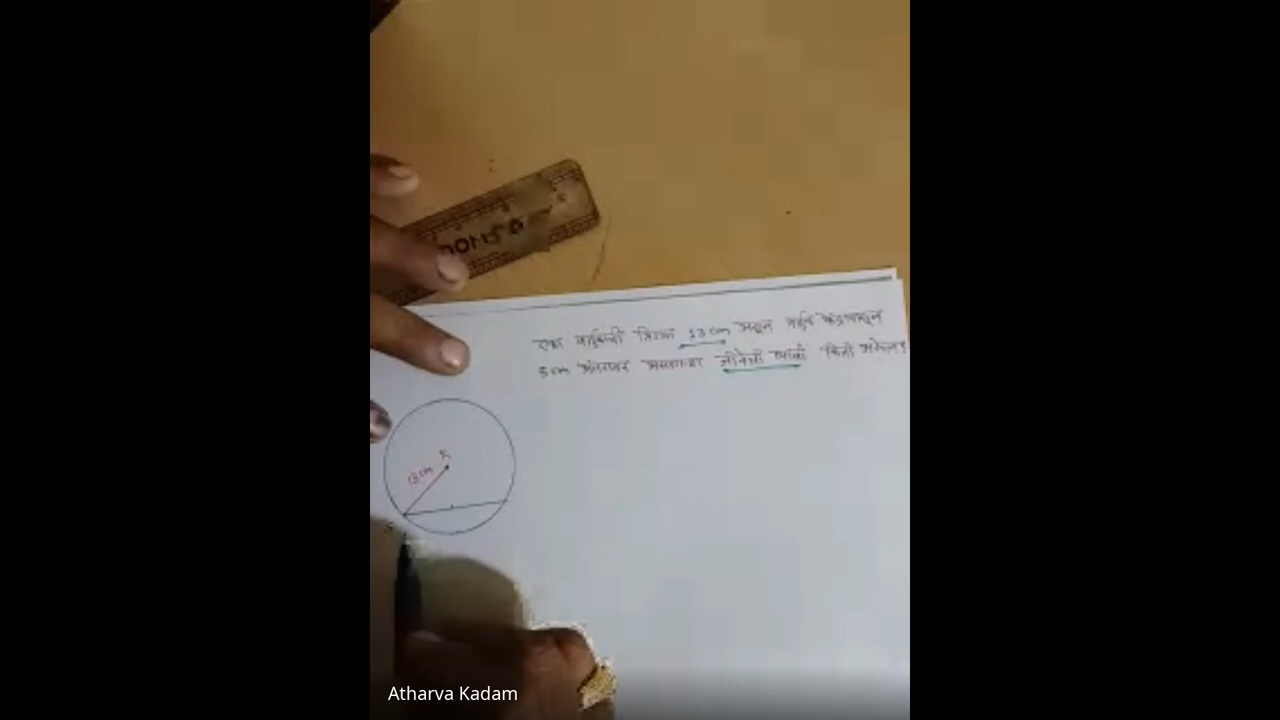 एका वर्तुळाची त्रिज्या 13 cm असून वर्तुळ केंद्रापासून
5 cm अंतरावर असणाऱ्या जीवेची लांबी किती असेल?
13 cm
Atharva Kadam